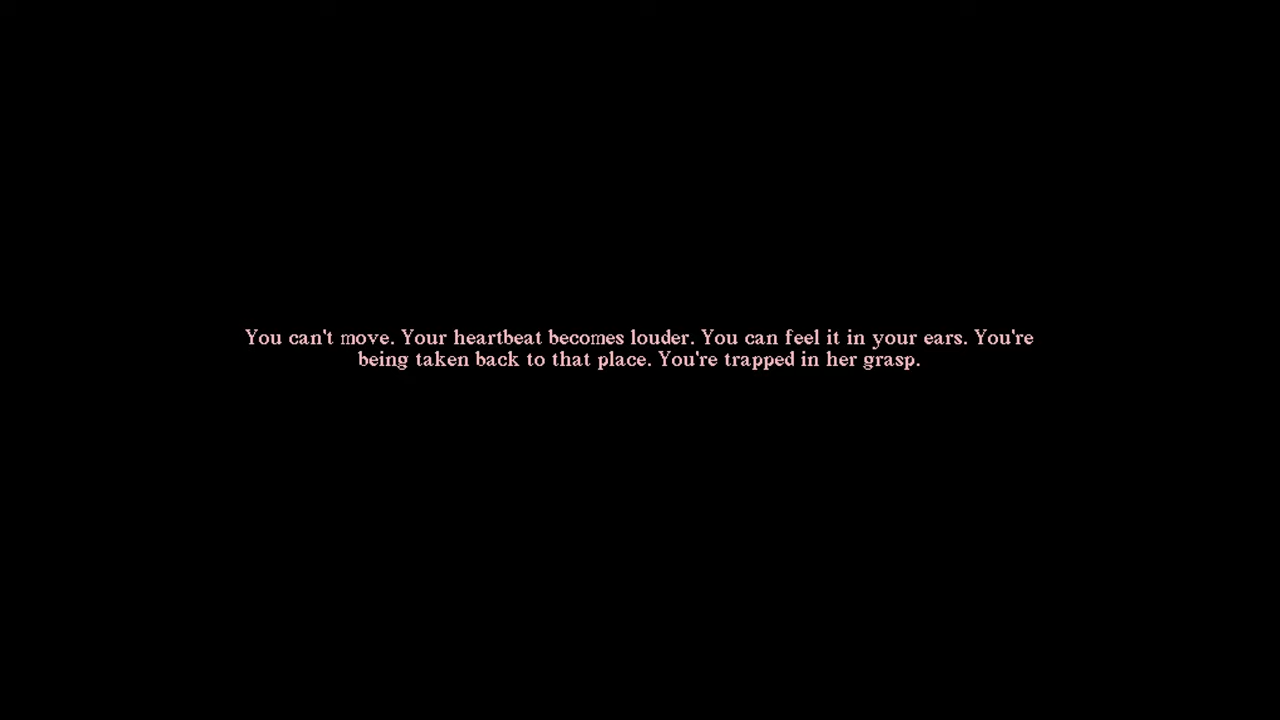 You can't move. Your heartbeat becomes louder. You can feel it in your ears. You're
being taken back to that place. You're trapped in her grasp.